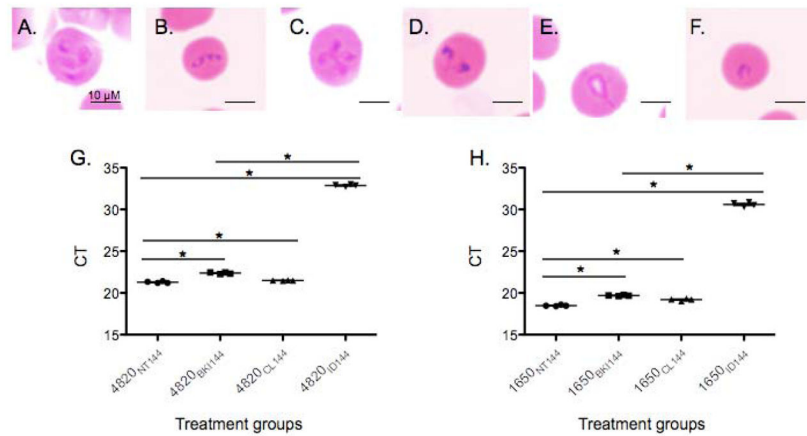 A. B. C. D. E. F.
10 µM
G. H.
* *
* *
* *
* *
35 35
30 30
CT CT
25 25
20 20
15 15
4820NT144 4820BKI144 4820CL144 4820ID144 1650NT144 1650BKI144 1650CL144 1650ID144
Treatment groups Treatment groups